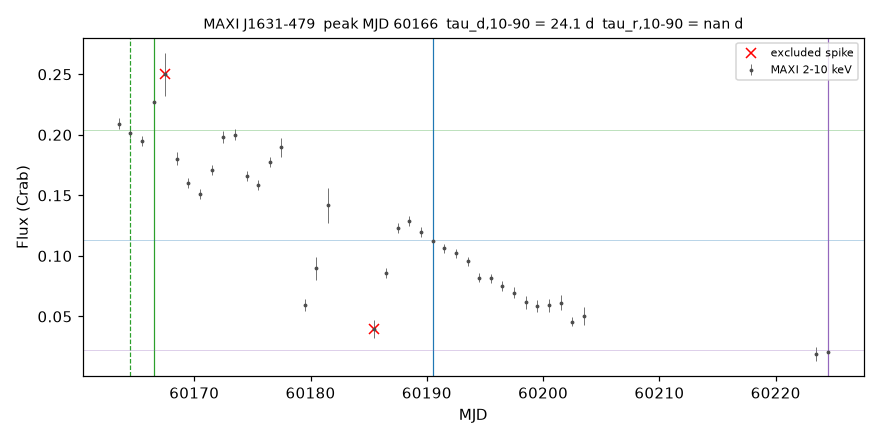 MAXI J1631-479 peak MJD 60166 tau_d,10-90 = 24.1 d tau_r,10-90 = nan d
excluded spike
MAXI 2-10 keV
Flux (Crab)
0.25
0.20
0.15
0.10
0.05
60170
60180
60190
60200
60210
60220
MJD